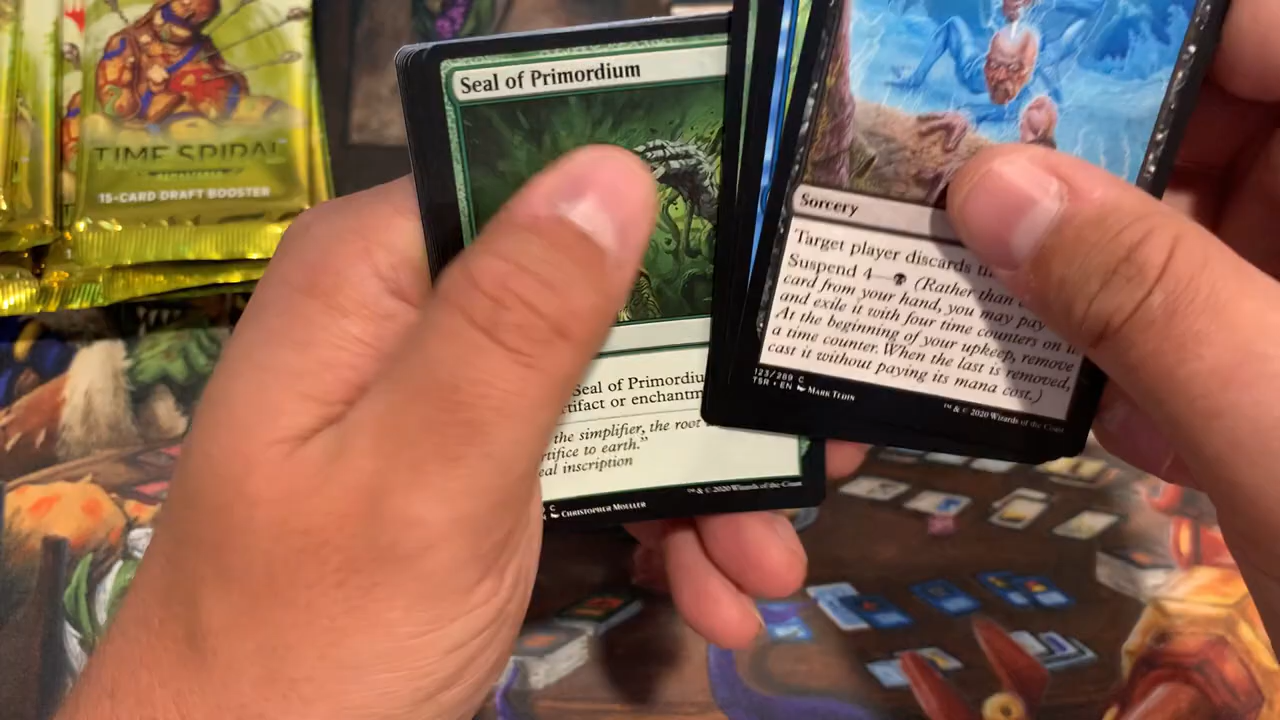 TIME SPIRAL
REMASTERED
15-CARD DRAFT BOOSTER
Seal of Primordium
Seal of Primordiu
rtifact or enchantm
the simplifier, the root
rtifice to earth."
eal inscription
C
CHRISTOPHER MOELLER
™ & © 2020 Wizards of the Coast
Sorcery
Target player discards th
Suspend 4— (Rather than
card from your hand, you may pay
and exile it with four time counters on i
At the beginning of your upkeep, remove
a time counter. When the last is removed,
cast it without paying its mana cost.)
123/289 C
TSR • EN MARK TEDIN
™ & © 2020 Wizards of the Coast